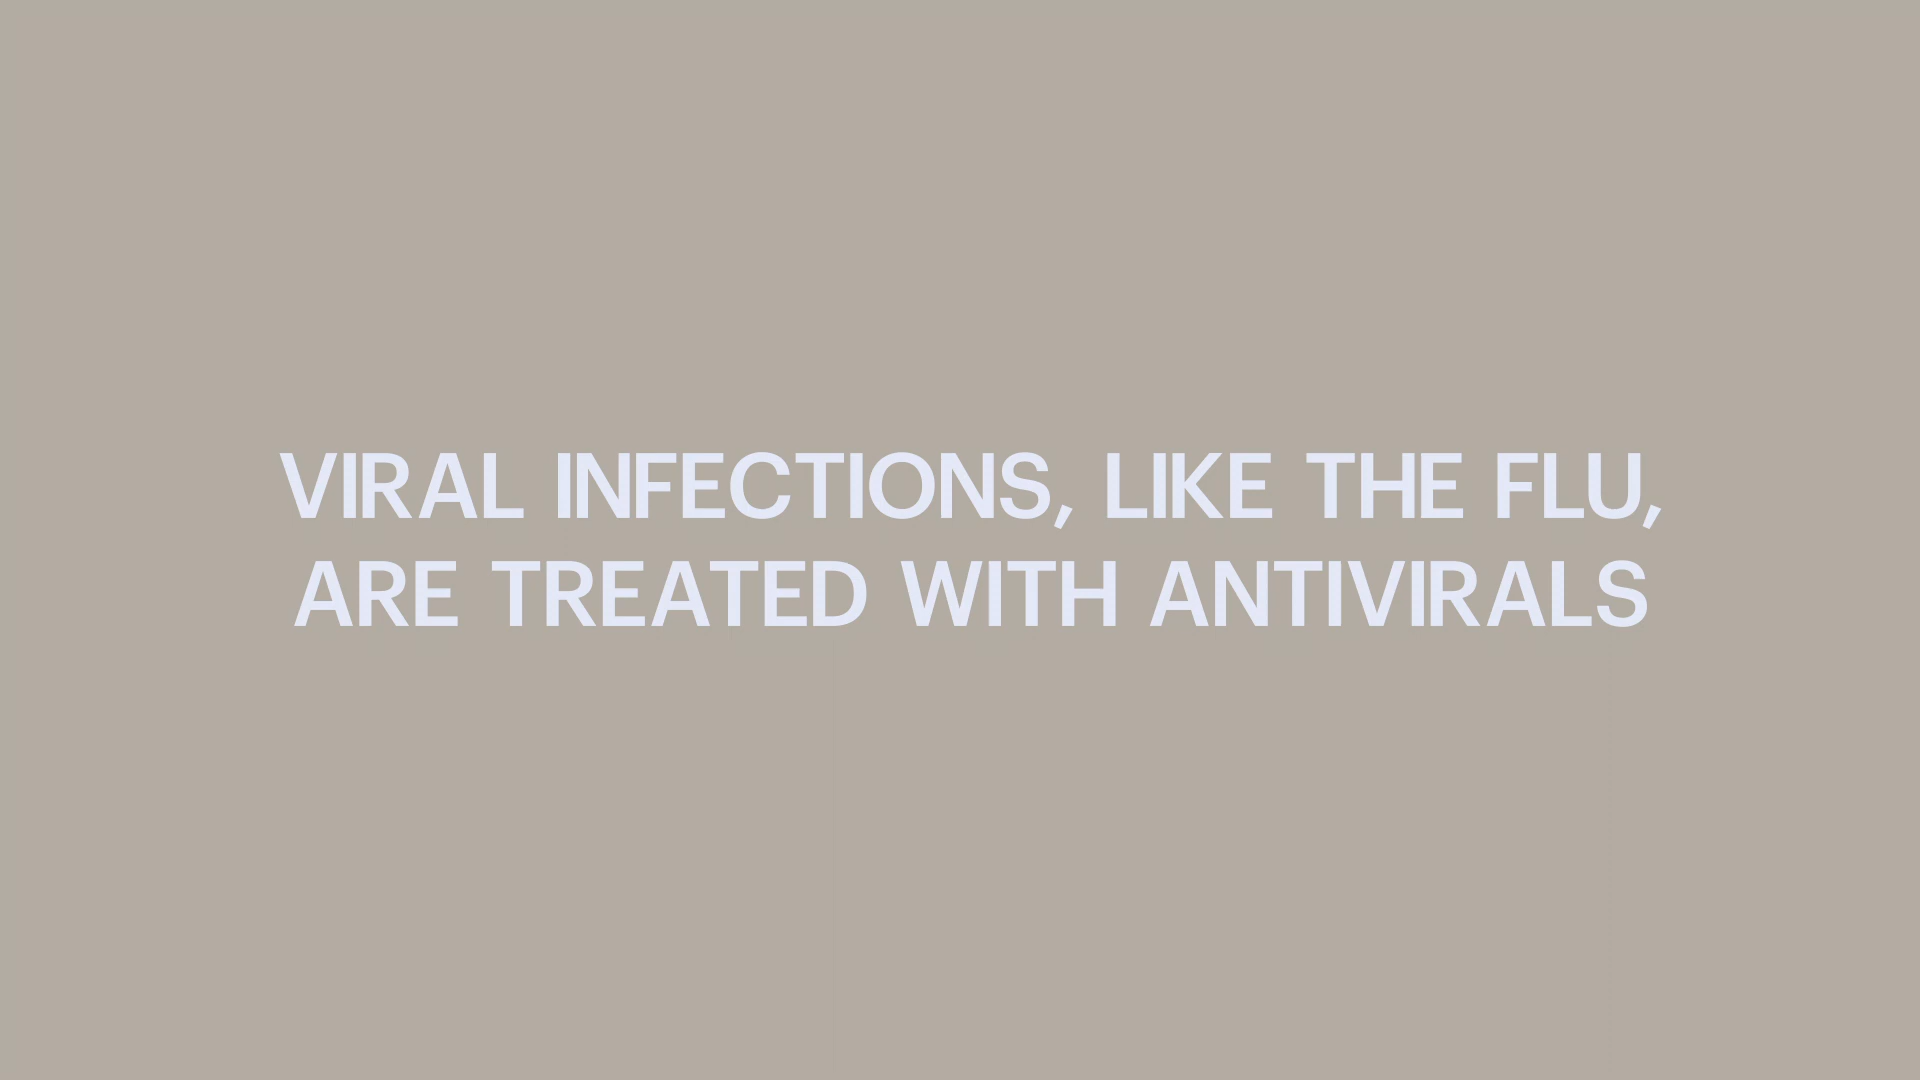 VIRAL INFECTIONS, LIKE THE FLU,
ARE TREATED WITH ANTIVIRALS